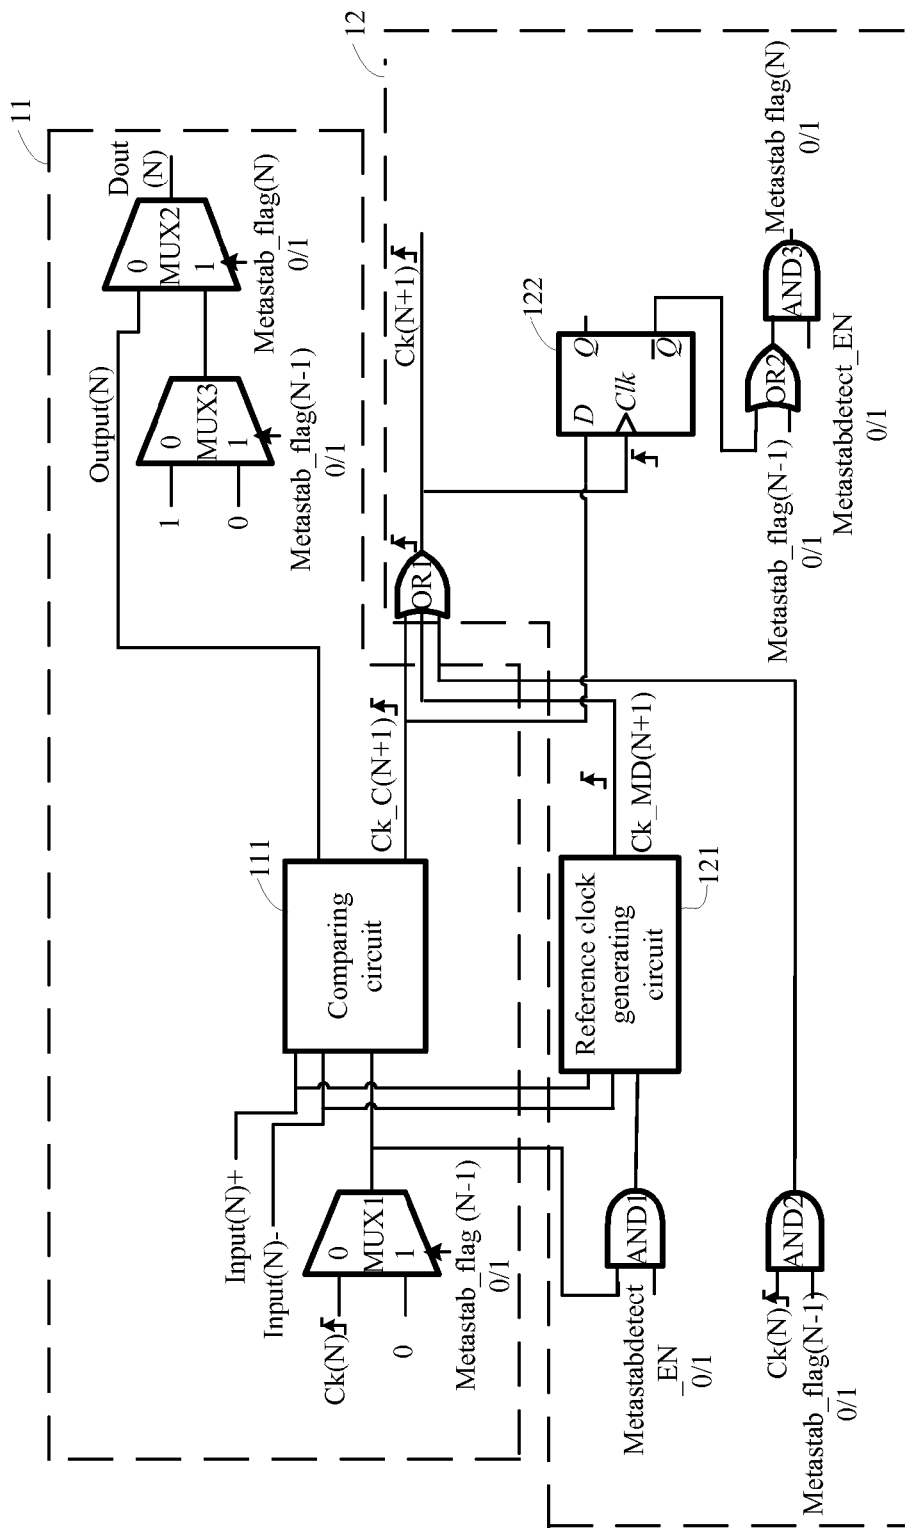 11
Input(N)+
Input(N)-
Ck(N)
0
0
MUX1
1
Metastab_flag (N-1)
0/1
111
Comparing
circuit
Output(N)
Ck_C(N+1)
1
0
0
MUX3
1
Metastab_flag(N-1)
0/1
0
MUX2
1
Metastab_flag(N)
0/1
Dout
(N)
12
Metastabdetect
_EN
0/1
AND1
Reference clock
generating
circuit
121
Ck_MD(N+1)
OR1
Ck(N+1)
122
D
Clk
Q
Q
Ck(N)
Metastab_flag(N-1)
0/1
AND2
Metastab_flag(N-1)
0/1
OR2
Metastabdetect_EN
0/1
AND3
Metastab flag(N)
0/1